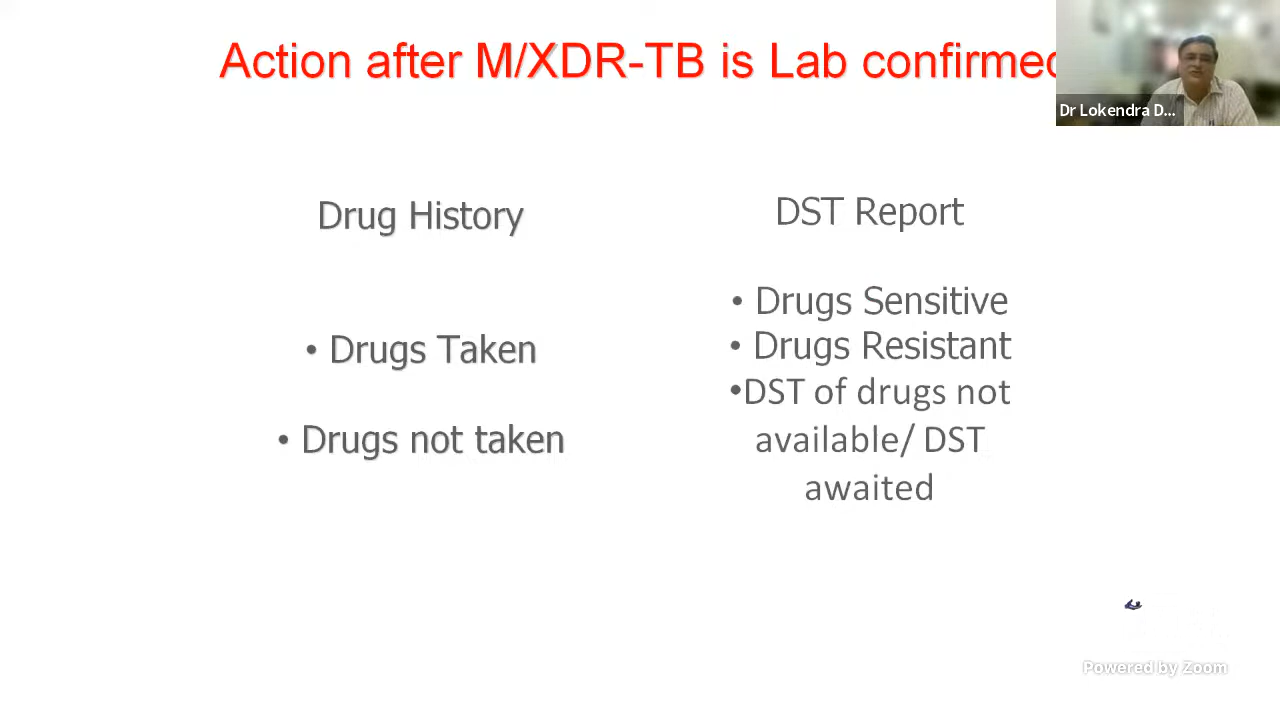 Action after M/XDR-TB is Lab confirmed
Dr Lokendra D...
Drug History
• Drugs Taken
• Drugs not taken
DST Report
• Drugs Sensitive
• Drugs Resistant
•DST of drugs not
available/ DST
awaited
Powered by Zoom